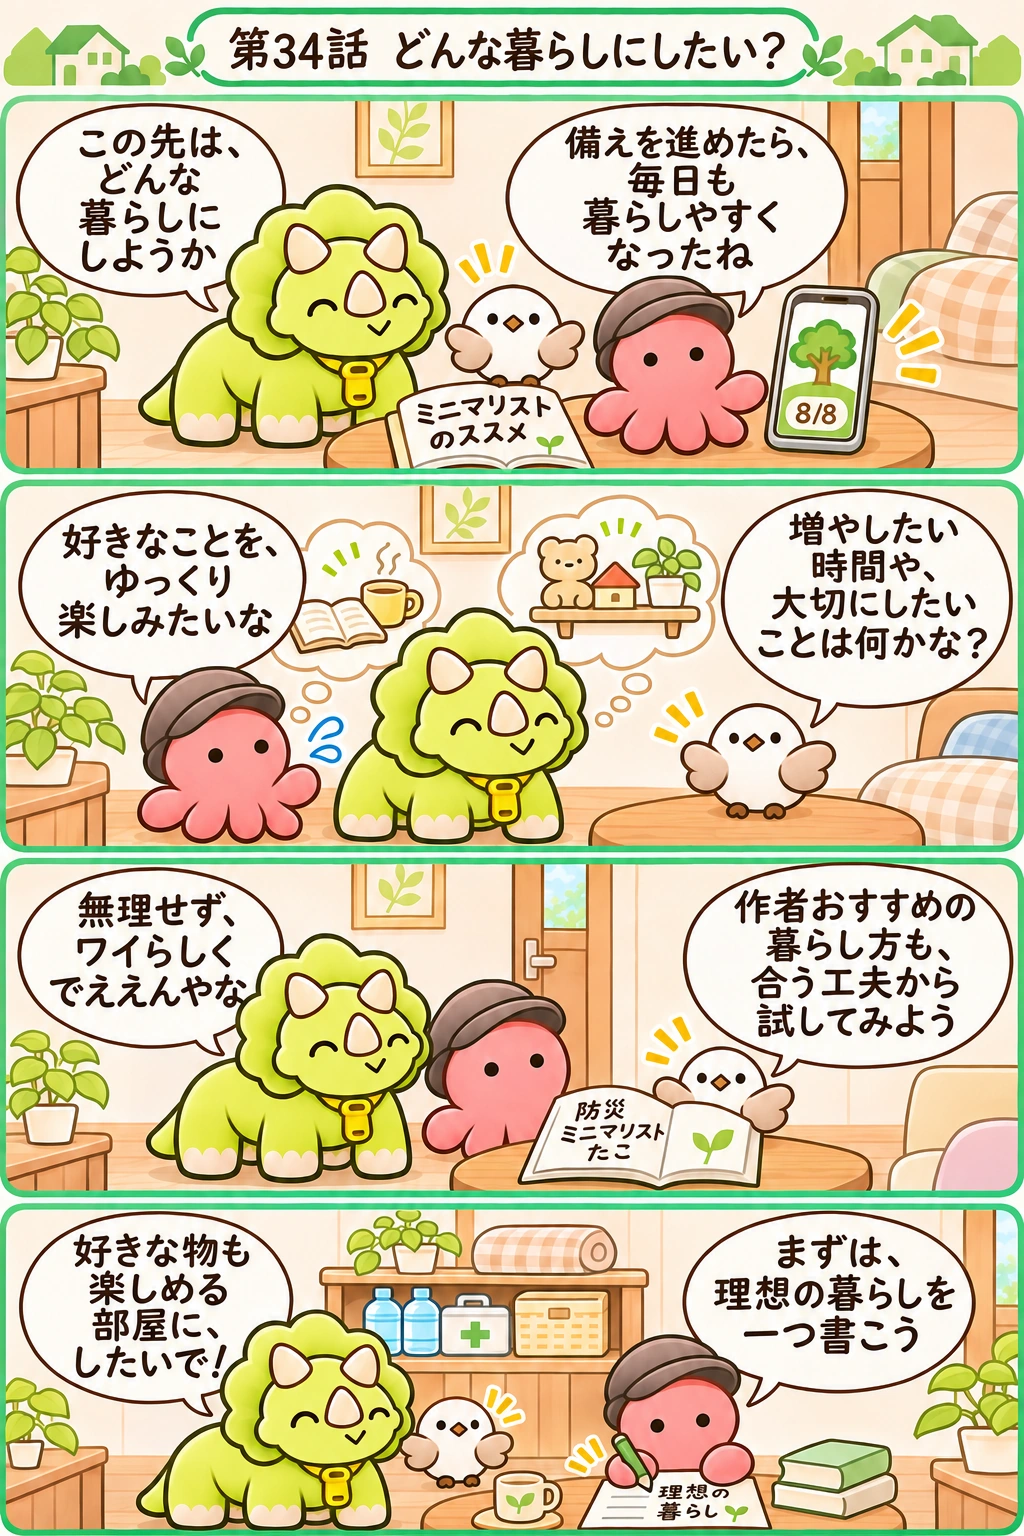 第34話 どんな暮らしにしたい？
この先は、
どんな
暮らしに
しようか
備えを進めたら、
毎日も
暮らしやすく
なったね
ミニマリスト
のススメ
8/8
好きなことを、
ゆっくり
楽しみたいな
増やしたい
時間や、
大切にしたい
ことは何かな？
無理せず、
ワイらしく
でええんやな
作者おすすめの
暮らし方も、
合う工夫から
試してみよう
防災
ミニマリスト
たこ
好きな物も
楽しめる
部屋に、
したいで！
まずは、
理想の暮らしを
一つ書こう
理想の
暮らし